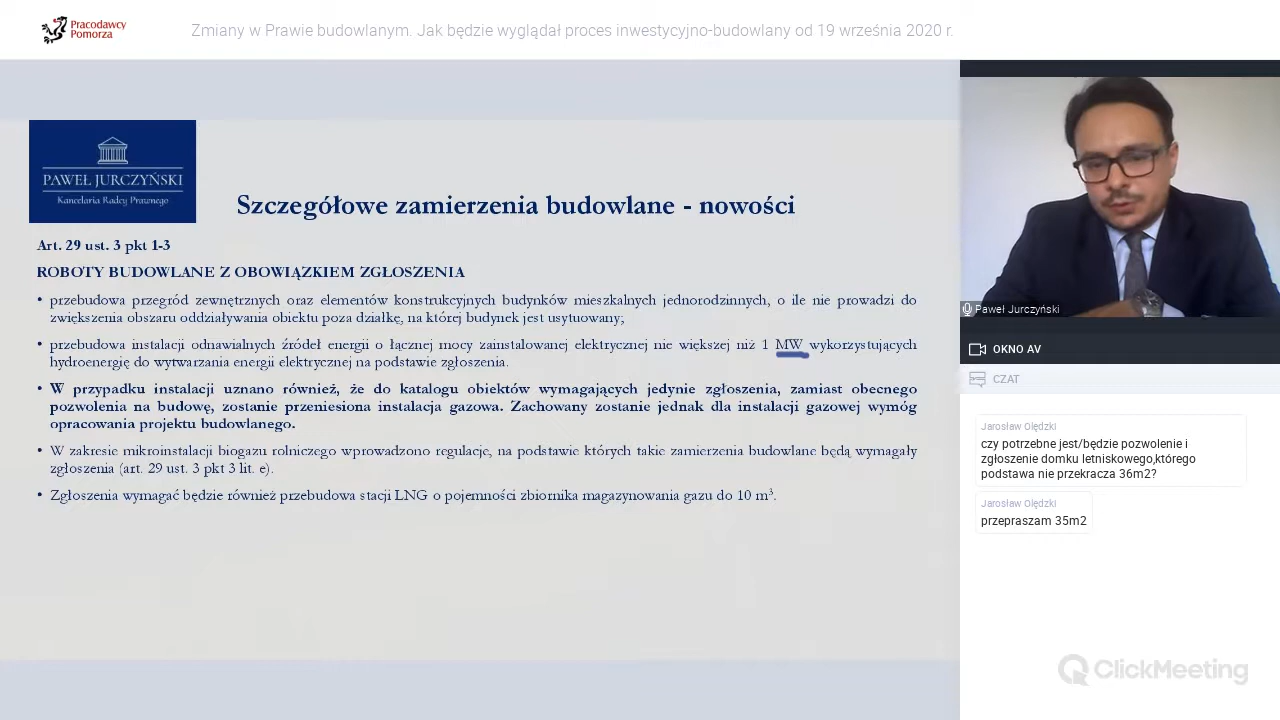 Pracodawcy
Pomorza
Zmiany w Prawie budowlanym. Jak będzie wyglądał proces inwestycyjno-budowlany od 19 września 2020 r.
PAWEŁ JURCZYŃSKI
Kancelaria Radcy Prawnego
Szczegółowe zamierzenia budowlane - nowości
Art. 29 ust. 3 pkt 1-3
ROBOTY BUDOWLANE Z OBOWIĄZKIEM ZGŁOSZENIA
• przebudowa przegród zewnętrznych oraz elementów konstrukcyjnych budynków mieszkalnych jednorodzinnych, o ile nie prowadzi do
zwiększenia obszaru oddziaływania obiektu poza działkę, na której budynek jest usytuowany;
• przebudowa instalacji odnawialnych źródeł energii o łącznej mocy zainstalowanej elektrycznej nie większej niż 1 MW wykorzystujących
hydroenergię do wytwarzania energii elektrycznej na podstawie zgłoszenia.
• W przypadku instalacji uznano również, że do katalogu obiektów wymagających jedynie zgłoszenia, zamiast obecnego
pozwolenia na budowę, zostanie przeniesiona instalacja gazowa. Zachowany zostanie jednak dla instalacji gazowej wymóg
opracowania projektu budowlanego.
• W zakresie mikroinstalacji biogazu rolniczego wprowadzono regulacje, na podstawie których takie zamierzenia budowlane będą wymagały
zgłoszenia (art. 29 ust. 3 pkt 3 lit. e).
• Zgłoszenia wymagać będzie również przebudowa stacji LNG o pojemności zbiornika magazynowania gazu do 10 m³.
Paweł Jurczyński
OKNO AV
CZAT
Jarosław Olędzki
czy potrzebne jest/będzie pozwolenie i
zgłoszenie domku letniskowego,którego
podstawa nie przekracza 36m2?
Jarosław Olędzki
przepraszam 35m2
ClickMeeting